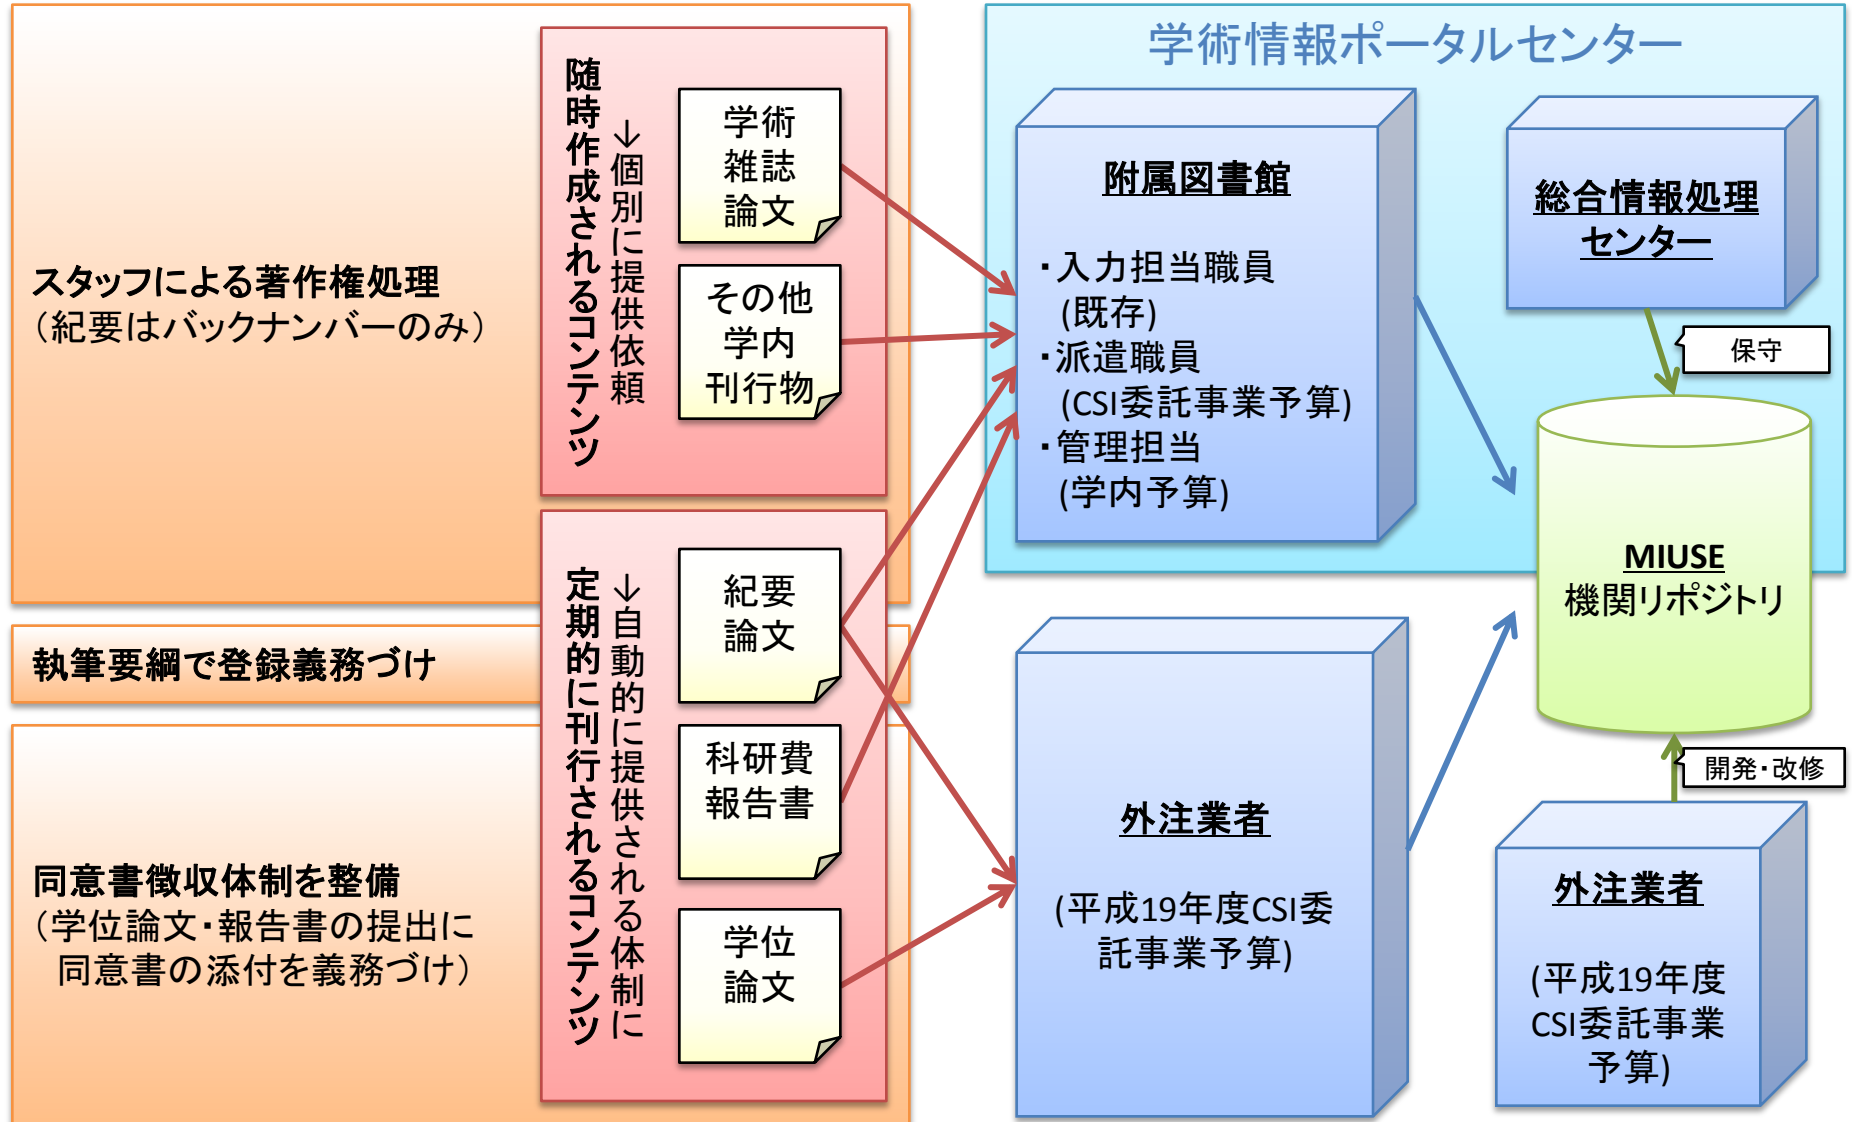 スタッフによる著作権処理
（紀要はバックナンバーのみ）
執筆要綱で登録義務づけ
同意書徴収体制を整備
（学位論文・報告書の提出に
同意書の添付を義務づけ）
随時作成されるコンテンツ
↓個別に提供依頼
学術
雑誌
論文
その他
学内
刊行物
定期的に刊行されるコンテンツ
↓自動的に提供される体制に
紀要
論文
科研費
報告書
学位
論文
学術情報ポータルセンター
附属図書館
・入力担当職員
(既存)
・派遣職員
(CSI委託事業予算)
・管理担当
(学内予算)
総合情報処理
センター
保守
MIUSE
機関リポジトリ
開発・改修
外注業者
(平成19年度CSI委
託事業予算)
外注業者
(平成19年度
CSI委託事業
予算)